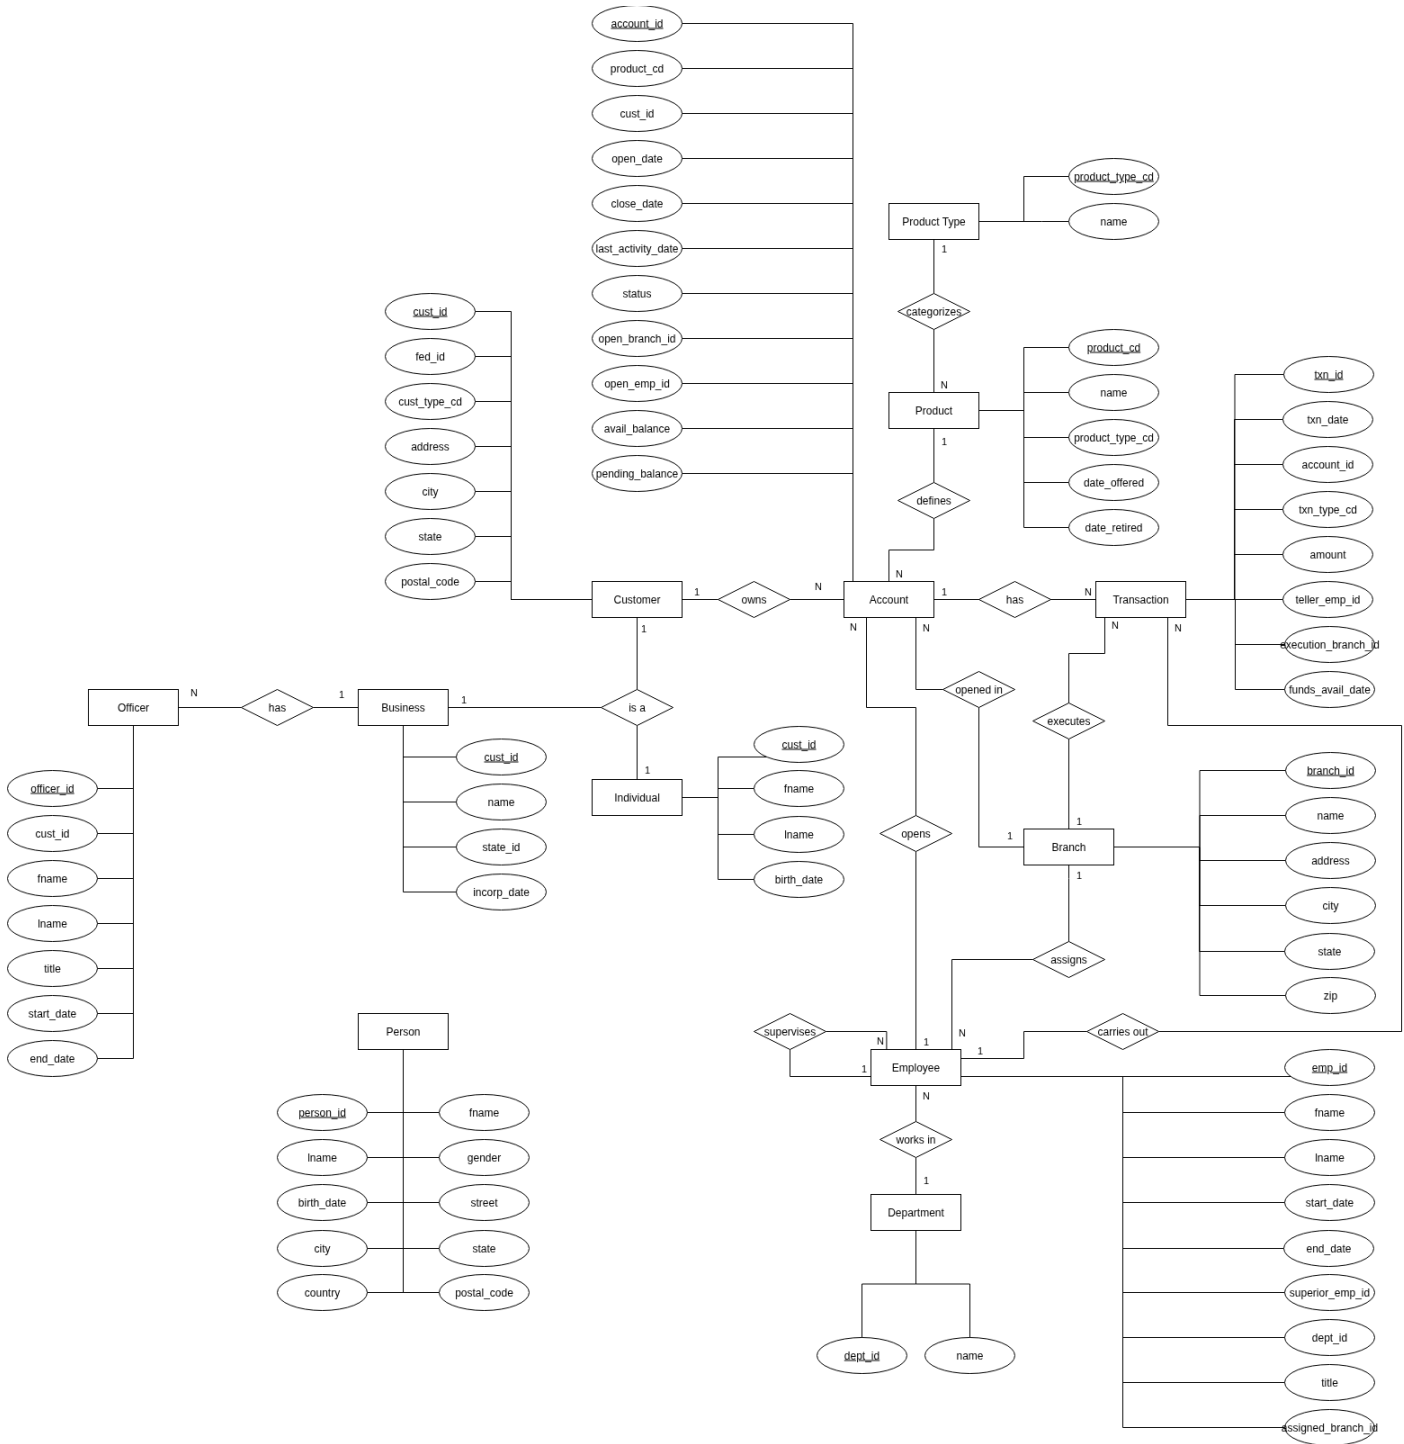 account_id
product_cd
cust_id
open_date
close_date
last_activity_date
status
open_branch_id
open_emp_id
avail_balance
pending_balance
product_type_cd
Product Type
name
1
categorizes
N
product_cd
Product
name
1
product_type_cd
defines
date_offered
date_retired
N
cust_id
fed_id
cust_type_cd
address
city
state
postal_code
txn_id
txn_date
account_id
txn_type_cd
amount
teller_emp_id
execution_branch_id
funds_avail_date
Customer
1
owns
N
Account
1
has
N
Transaction
1
N
N
N
N
Officer
N
has
1
Business
1
is a
opened in
executes
1
Individual
officer_id
cust_id
fname
lname
title
start_date
end_date
cust_id
name
state_id
incorp_date
cust_id
fname
lname
birth_date
opens
1
1
Branch
1
branch_id
name
address
city
state
zip
assigns
Person
supervises
N
1
N
1
1
carries out
Employee
N
works in
1
Department
dept_id
name
person_id
fname
lname
gender
birth_date
street
city
state
country
postal_code
emp_id
fname
lname
start_date
end_date
superior_emp_id
dept_id
title
assigned_branch_id